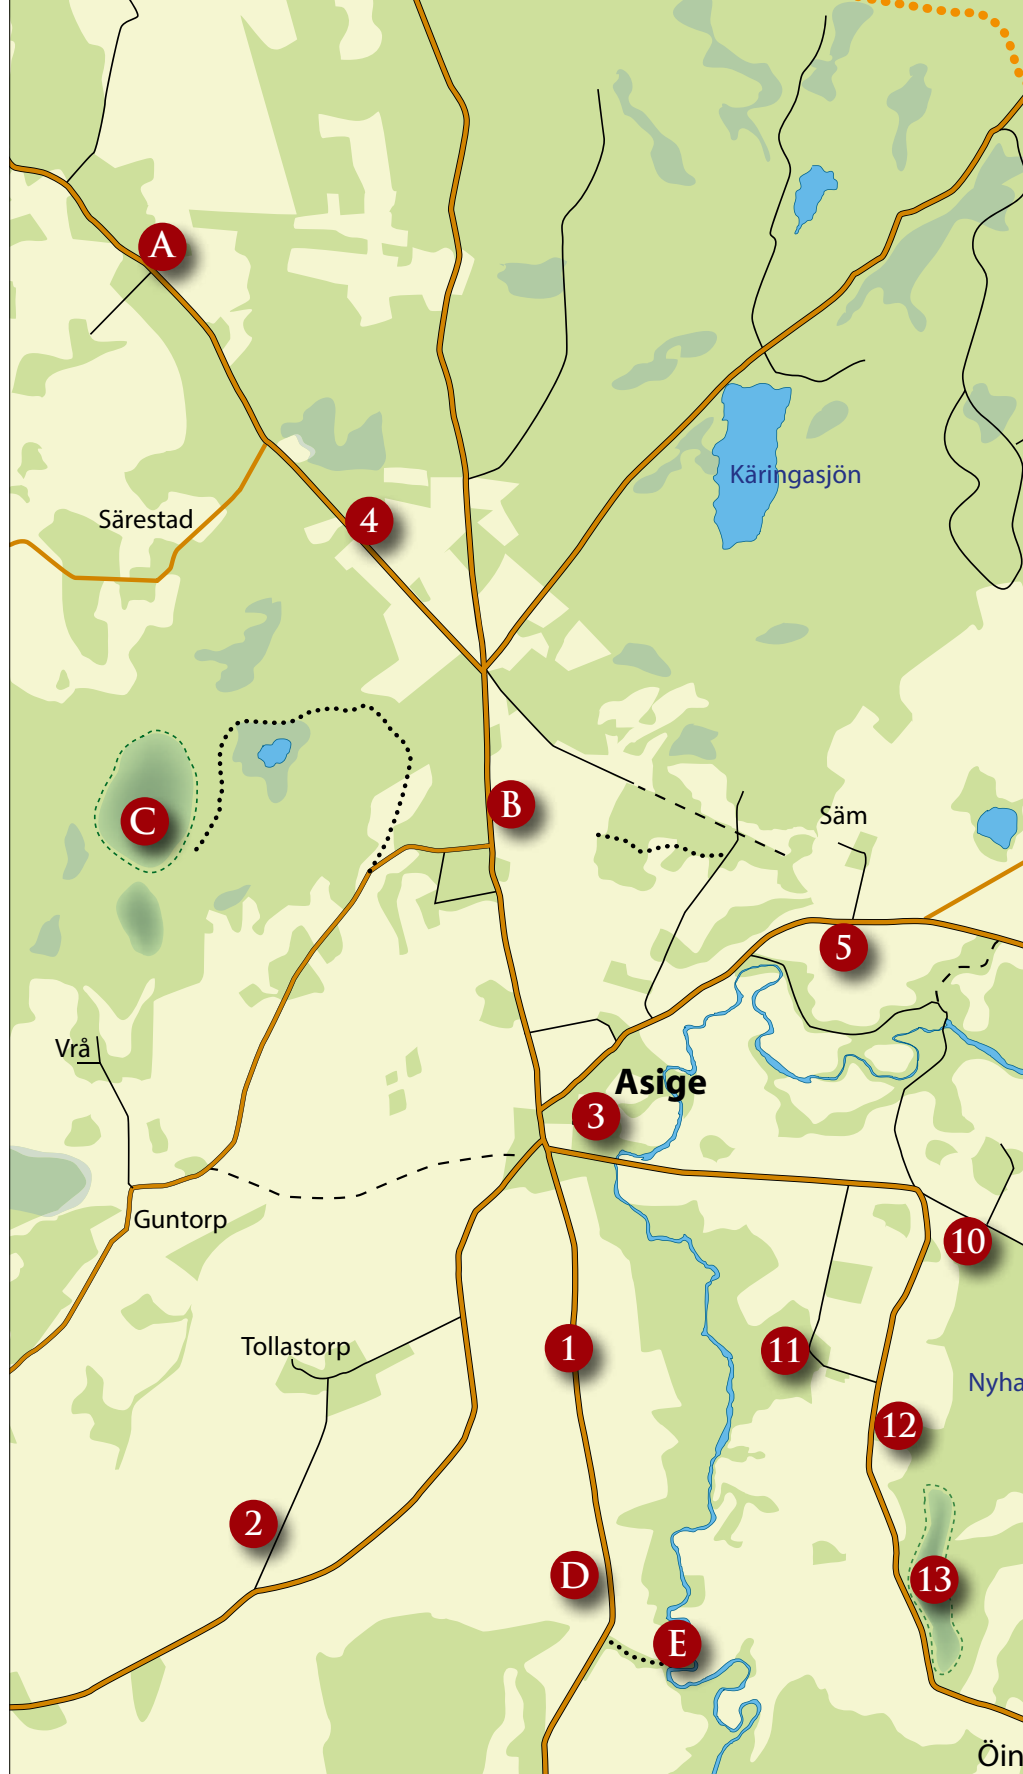 A
Käringasjön
Särestad
4
B
Säm
C
5
Vrå
Asige
3
Guntorp
10
Tollastorp
1
11
Nyha
12
2
D
13
E
Öin